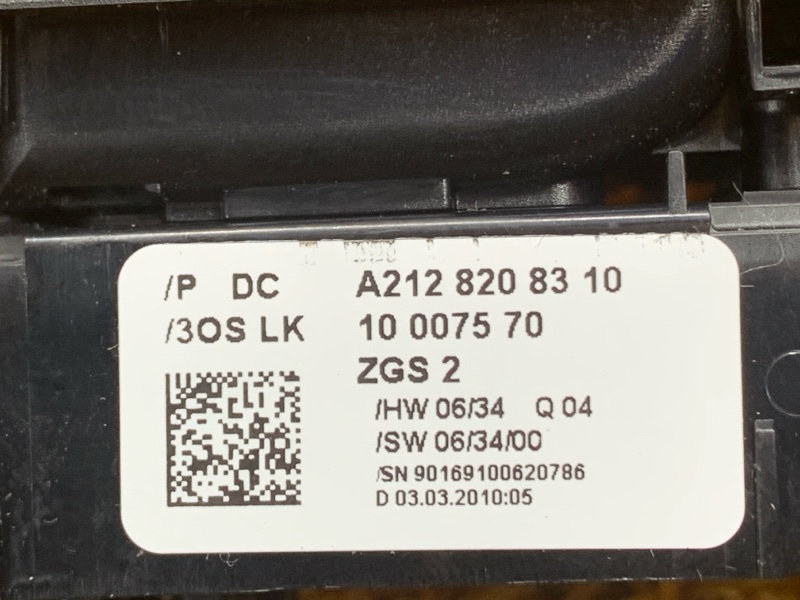 /P DC A212 820 83 10
/3OS LK 10 0075 70
ZGS 2
/HW 06/34 Q 04
/SW 06/34/00
/SN 90169100620786
D 03.03.2010:05